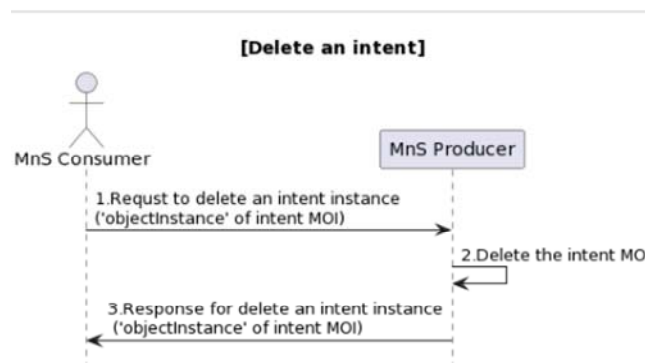 [Delete an intent]
MnS Consumer
MnS Producer
1.Requst to delete an intent instance
('objectInstance' of intent MOI)
2.Delete the intent MO
3.Response for delete an intent instance
('objectInstance' of intent MOI)